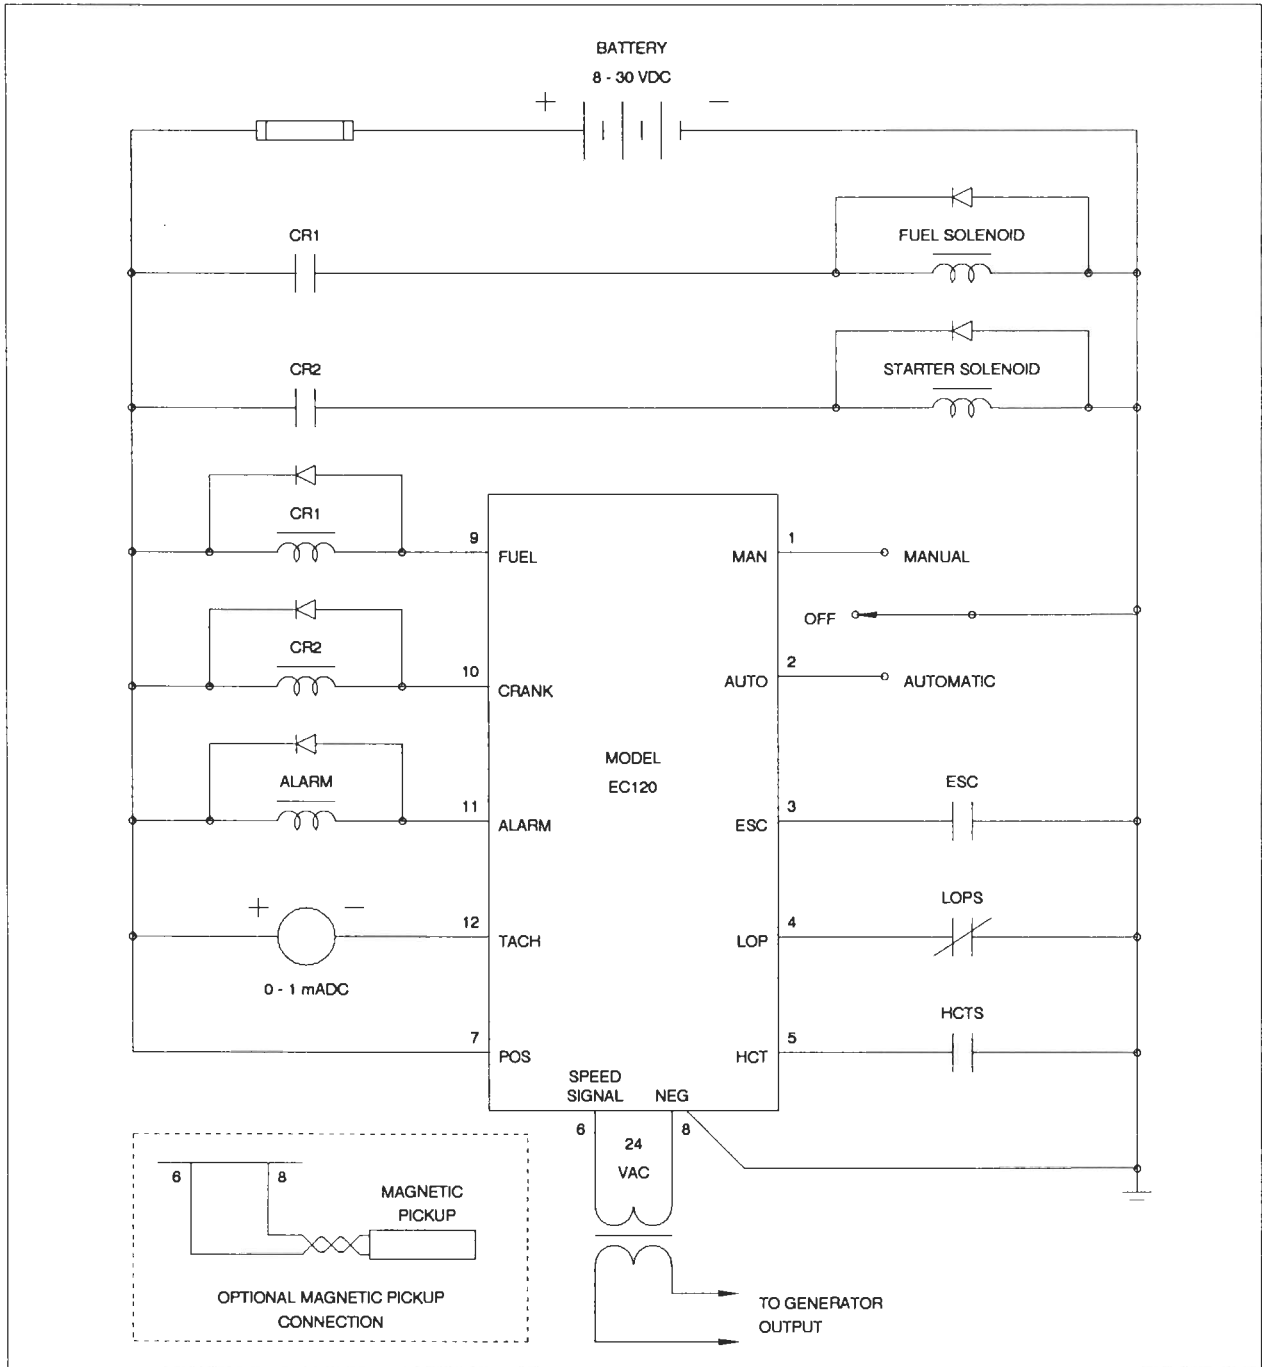 BATTERY
8 - 30 VDC
+ −
CR1
FUEL SOLENOID
CR2
STARTER SOLENOID
CR1
9
FUEL
MAN
1
MANUAL
OFF
CR2
10
CRANK
AUTO
2
AUTOMATIC
MODEL
EC120
ALARM
11
ALARM
ESC
3
ESC
+ −
12
TACH
LOP
4
LOPS
0 - 1 mADC
7
POS
HCT
5
HCTS
SPEED
SIGNAL
NEG
6
24
VAC
8
6
8
MAGNETIC
PICKUP
OPTIONAL MAGNETIC PICKUP
CONNECTION
TO GENERATOR
OUTPUT